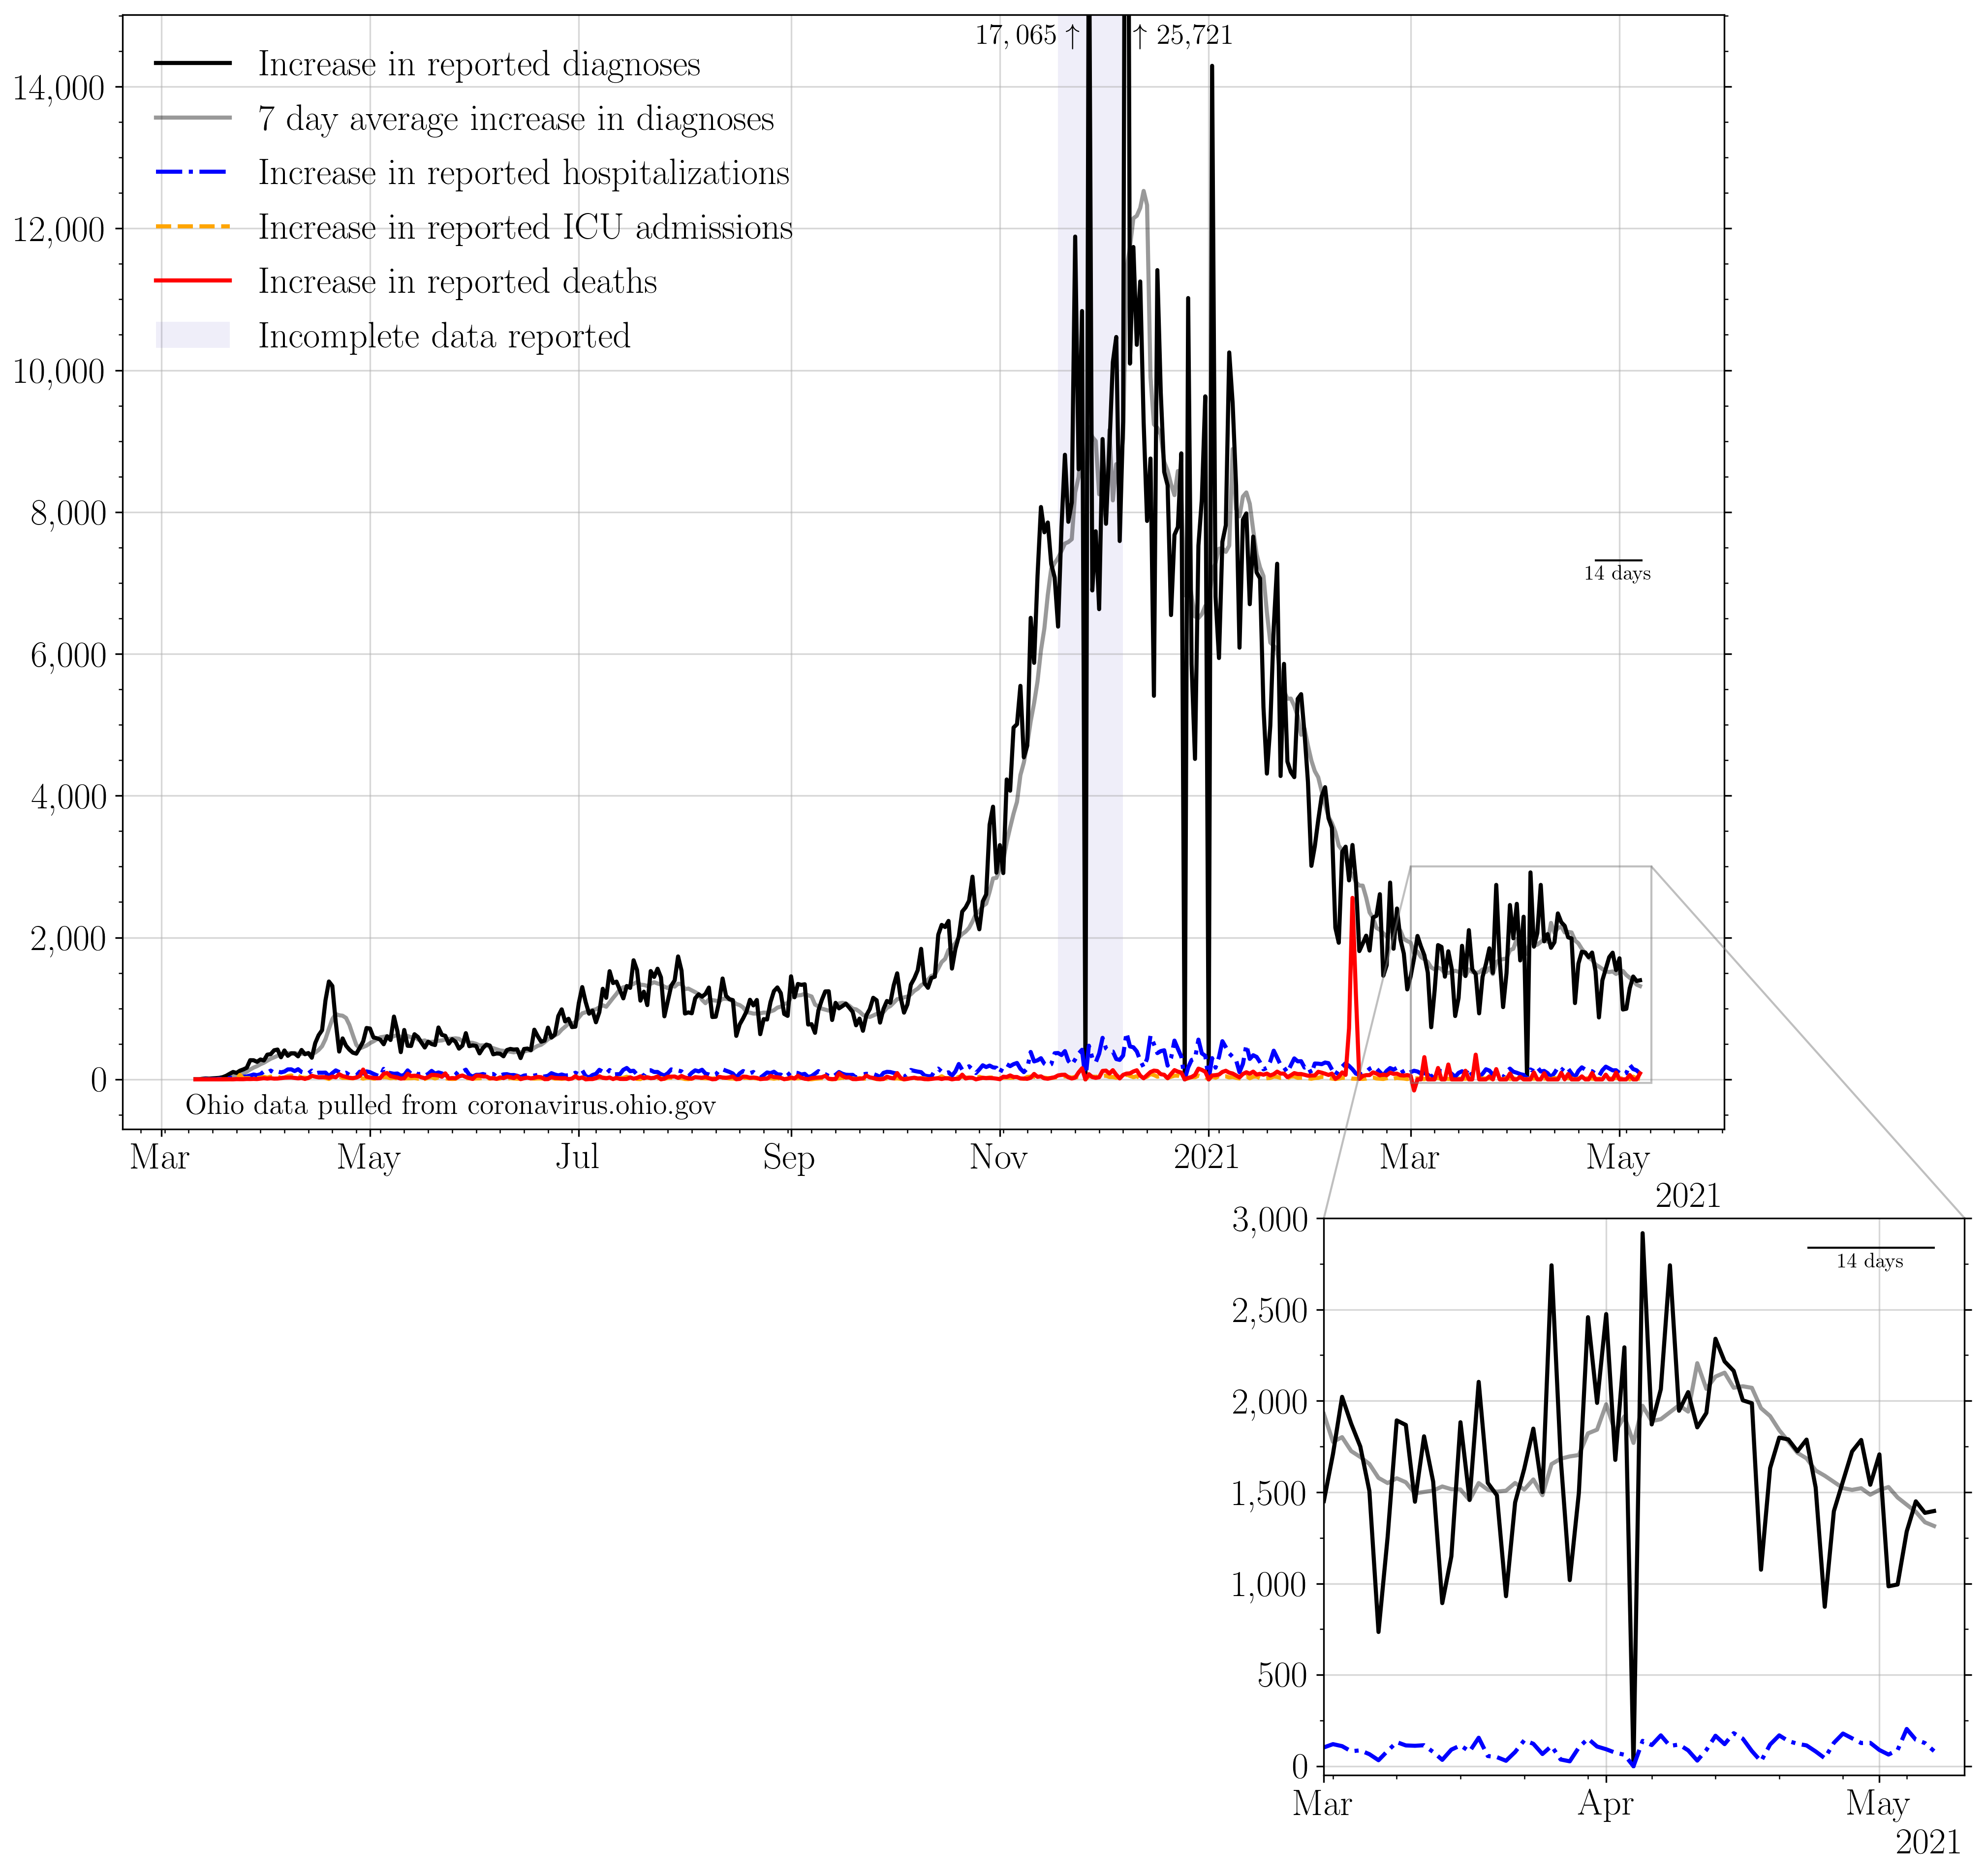 17,065 ↑ ↑ 25,721
Increase in reported diagnoses
7 day average increase in diagnoses
Increase in reported hospitalizations
Increase in reported ICU admissions
Increase in reported deaths
Incomplete data reported
14,000
12,000
10,000
8,000
6,000
4,000
2,000
0
14 days
Ohio data pulled from coronavirus.ohio.gov
Mar May Jul Sep Nov 2021 Mar May
2021
3,000
2,500
2,000
1,500
1,000
500
0
14 days
Mar Apr May
2021